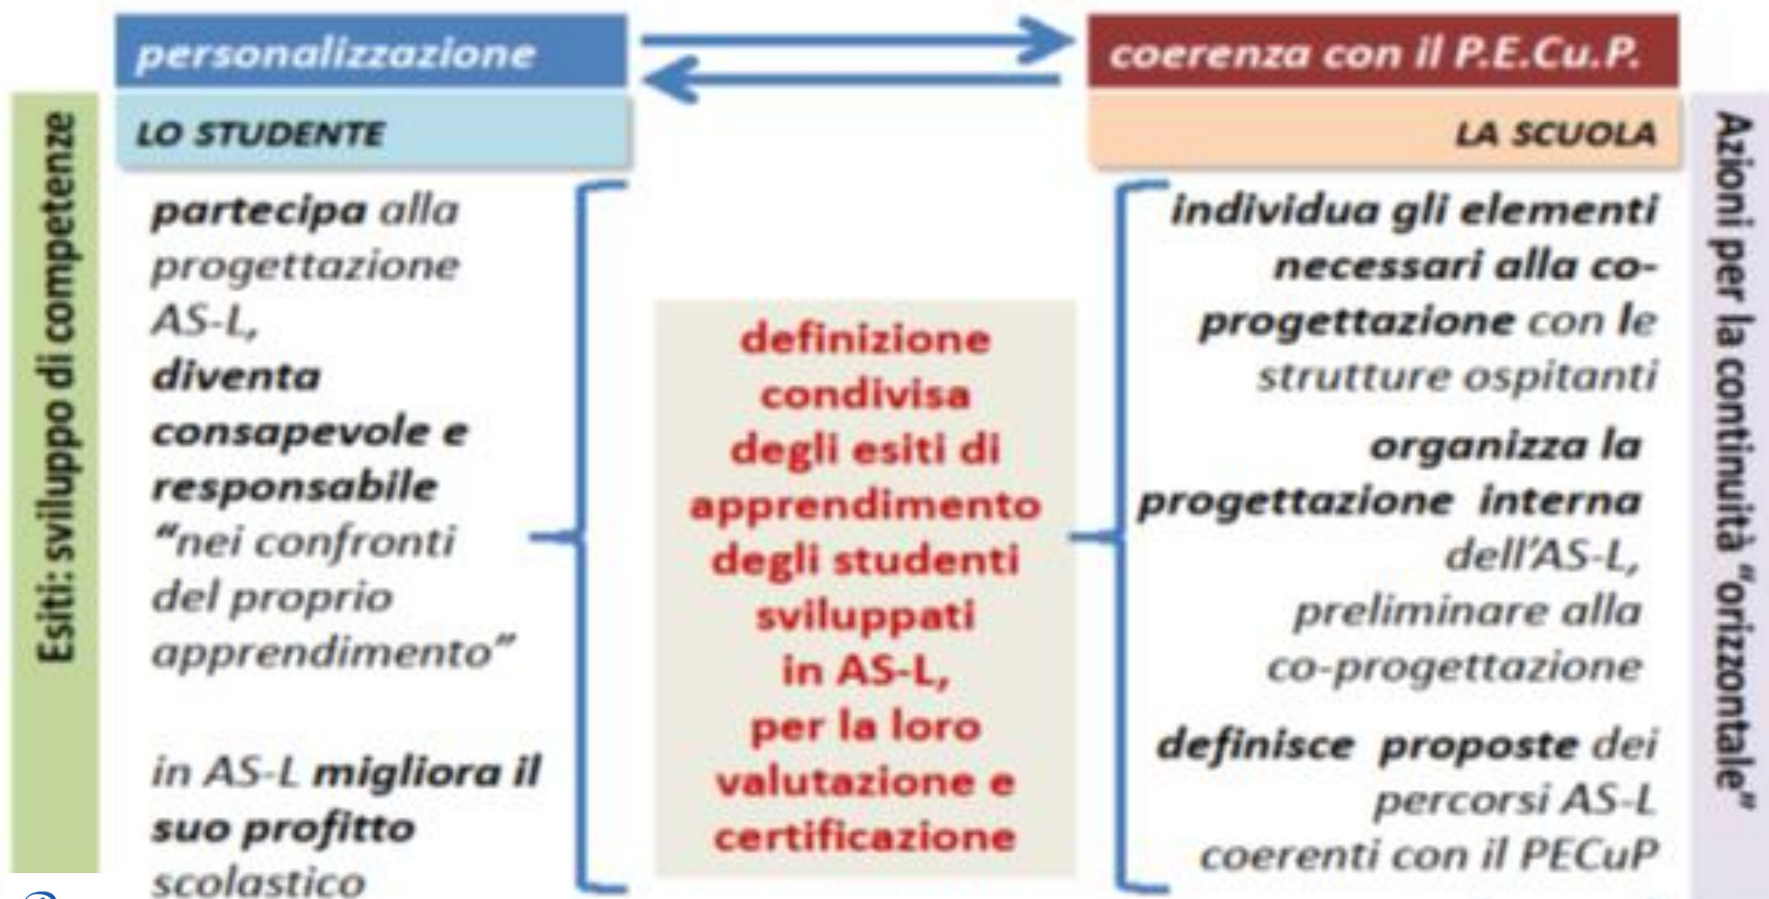 personalizzazione
coerenza con il P.E.Cu.P.
LO STUDENTE
LA SCUOLA
Esiti: sviluppo di competenze
partecipa alla
progettazione
AS-L,
diventa
consapevole e
responsabile
“nei confronti
del proprio
apprendimento”
in AS-L migliora il
suo profitto
scolastico
definizione
condivisa
degli esiti di
apprendimento
degli studenti
sviluppati
in AS-L,
per la loro
valutazione e
certificazione
individua gli elementi
necessari alla co-
progettazione con le
strutture ospitanti
organizza la
progettazione interna
dell’AS-L,
preliminare alla
co-progettazione
definisce proposte dei
percorsi AS-L
coerenti con il PECuP
Azioni per la continuità “orizzontale”